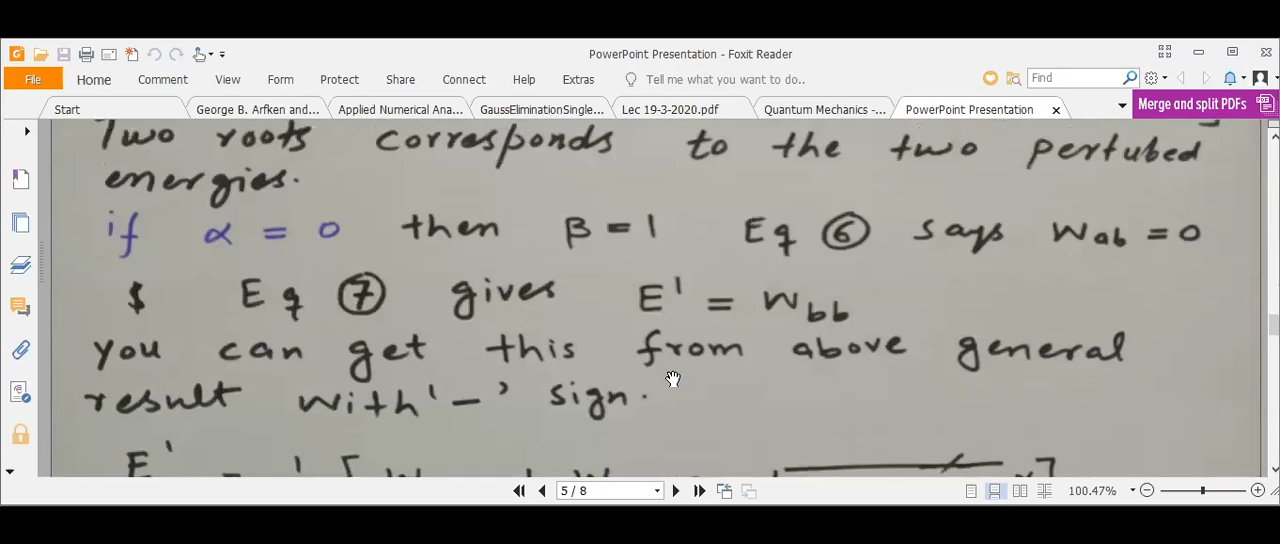 PowerPoint Presentation - Foxit Reader
File Home Comment View Form Protect Share Connect Help Extras Tell me what you want to do.. Find
Start George B. Arfken and... Applied Numerical Ana... GaussEliminationSingle... Lec 19-3-2020.pdf Quantum Mechanics -... PowerPoint Presentation Merge and split PDFs
Two roots corresponds to the two pertubed
energies.
if α = 0 then β = 1 Eq ⑥ says Wab = 0
$ Eq ⑦ gives E' = Wbb
you can get this from above general
result with '-' sign.
5 / 8 100.47%